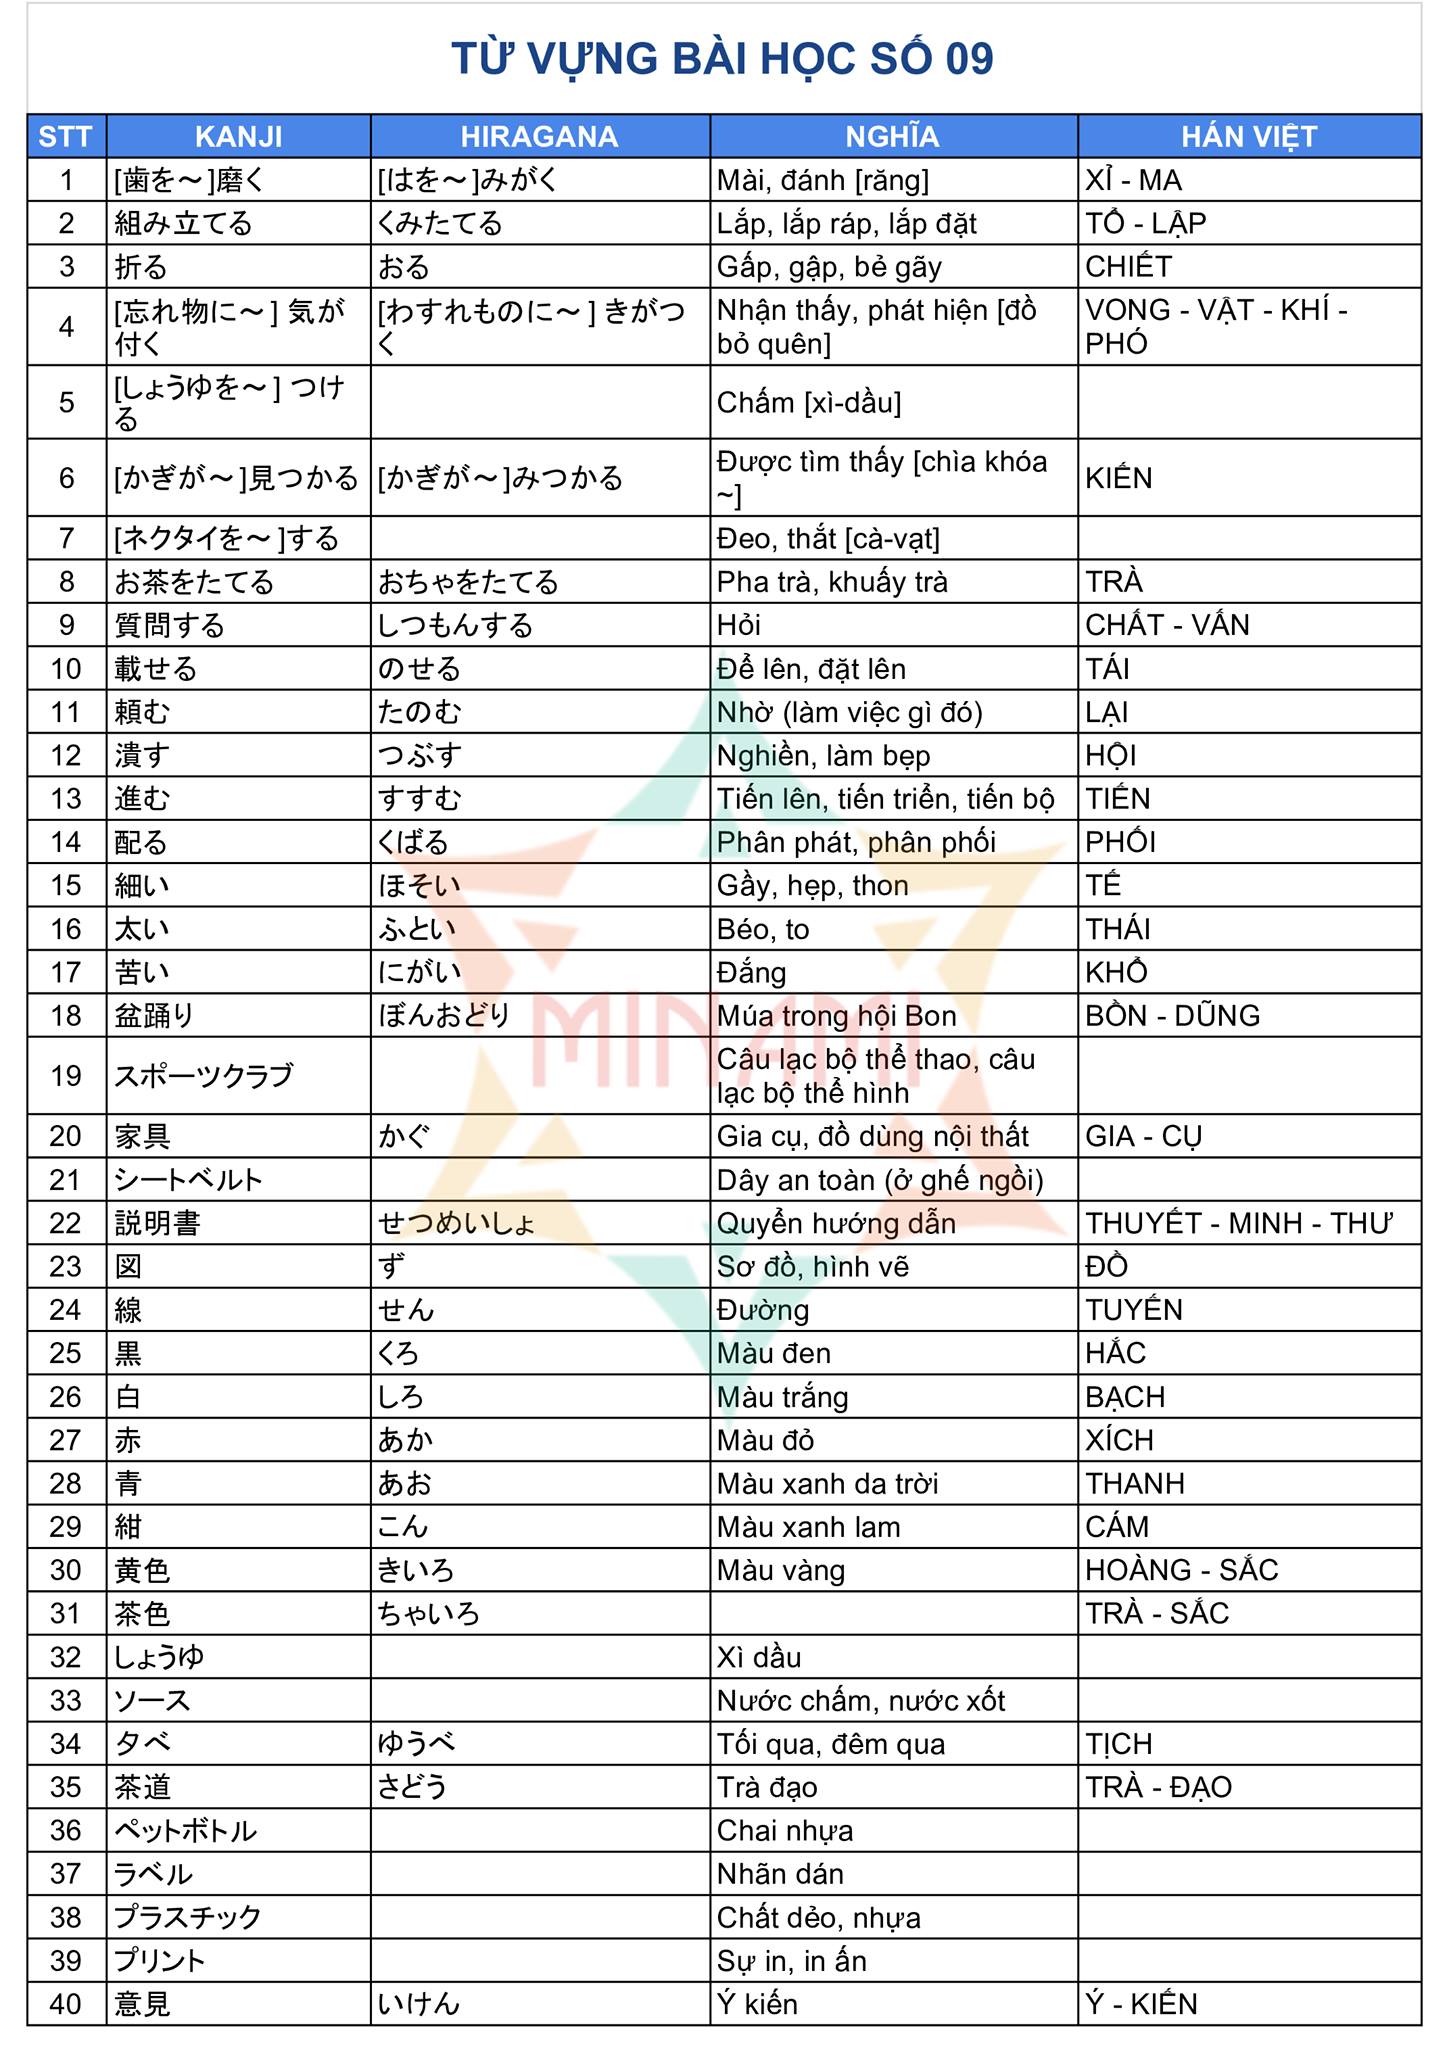 TỪ VỰNG BÀI HỌC SỐ 09
STT KANJI HIRAGANA NGHĨA HÁN VIỆT
1 [歯を～]磨く [はを～]みがく Mài, đánh [răng] XỈ - MA
2 組み立てる くみたてる Lắp, lắp ráp, lắp đặt TỔ - LẬP
3 折る おる Gấp, gập, bẻ gãy CHIẾT
4 [忘れ物に～] 気が付く [わすれものに～] きがつく Nhận thấy, phát hiện [đồ bỏ quên] VONG - VẬT - KHÍ - PHÓ
5 [しょうゆを～] つける Chấm [xì-dầu]
6 [かぎが～]見つかる [かぎが～]みつかる Được tìm thấy [chìa khóa ~] KIẾN
7 [ネクタイを～]する Đeo, thắt [cà-vạt]
8 お茶をたてる おちゃをたてる Pha trà, khuấy trà TRÀ
9 質問する しつもんする Hỏi CHẤT - VẤN
10 載せる のせる Để lên, đặt lên TÁI
11 頼む たのむ Nhờ (làm việc gì đó) LẠI
12 潰す つぶす Nghiền, làm bẹp HỘI
13 進む すすむ Tiến lên, tiến triển, tiến bộ TIẾN
14 配る くばる Phân phát, phân phối PHỐI
15 細い ほそい Gầy, hẹp, thon TẾ
16 太い ふとい Béo, to THÁI
17 苦い にがい Đắng KHỔ
18 盆踊り ぼんおどり Múa trong hội Bon BỒN - DŨNG
MINAMI
19 スポーツクラブ Câu lạc bộ thể thao, câu lạc bộ thể hình
20 家具 かぐ Gia cụ, đồ dùng nội thất GIA - CỤ
21 シートベルト Dây an toàn (ở ghế ngồi)
22 説明書 せつめいしょ Quyển hướng dẫn THUYẾT - MINH - THƯ
23 図 ず Sơ đồ, hình vẽ ĐỒ
24 線 せん Đường TUYẾN
25 黒 くろ Màu đen HẮC
26 白 しろ Màu trắng BẠCH
27 赤 あか Màu đỏ XÍCH
28 青 あお Màu xanh da trời THANH
29 紺 こん Màu xanh lam CÁM
30 黄色 きいろ Màu vàng HOÀNG - SẮC
31 茶色 ちゃいろ TRÀ - SẮC
32 しょうゆ Xì dầu
33 ソース Nước chấm, nước xốt
34 夕べ ゆうべ Tối qua, đêm qua TỊCH
35 茶道 さどう Trà đạo TRÀ - ĐẠO
36 ペットボトル Chai nhựa
37 ラベル Nhãn dán
38 プラスチック Chất dẻo, nhựa
39 プリント Sự in, in ấn
40 意見 いけん Ý kiến Ý - KIẾN